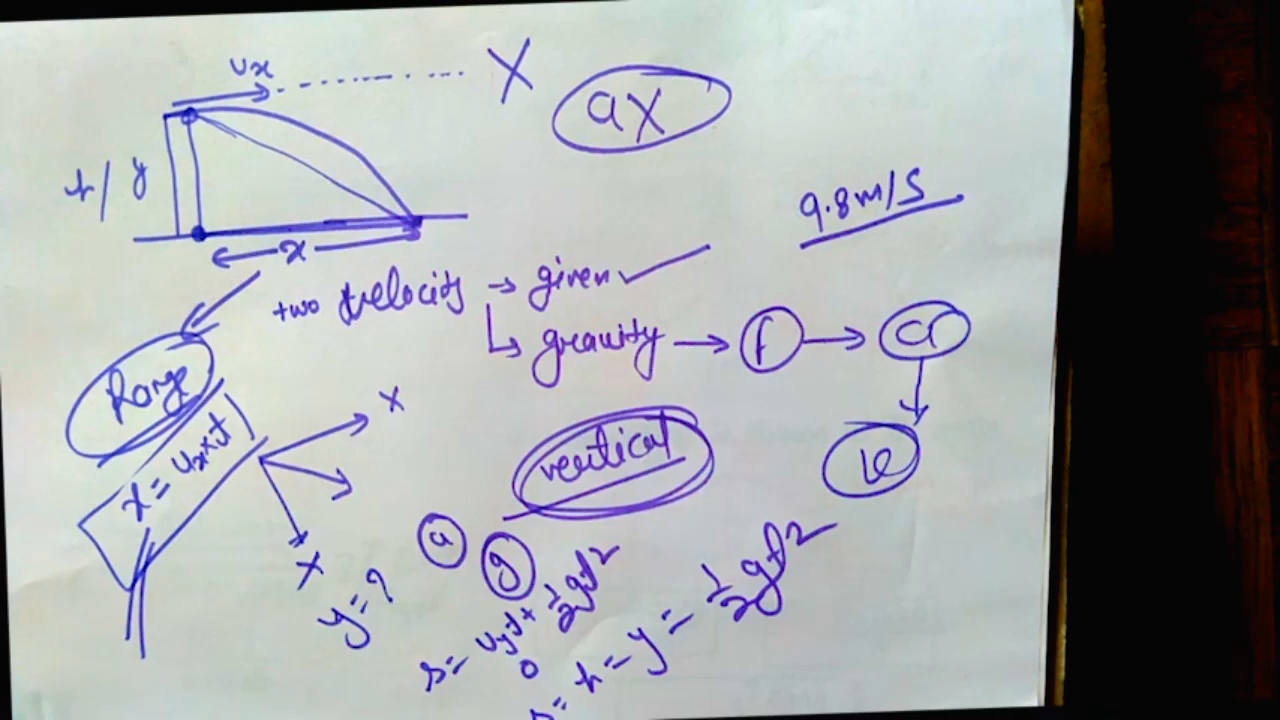 ux
X
ax
h/y
9.8m/s
x
two velocity → given ✓
↳ gravity → f → a
Range
x = ux×t
X
vertical
v
X
y = ?
a g
s = uyt + ½gt²
0
s = h = y = ½gt²